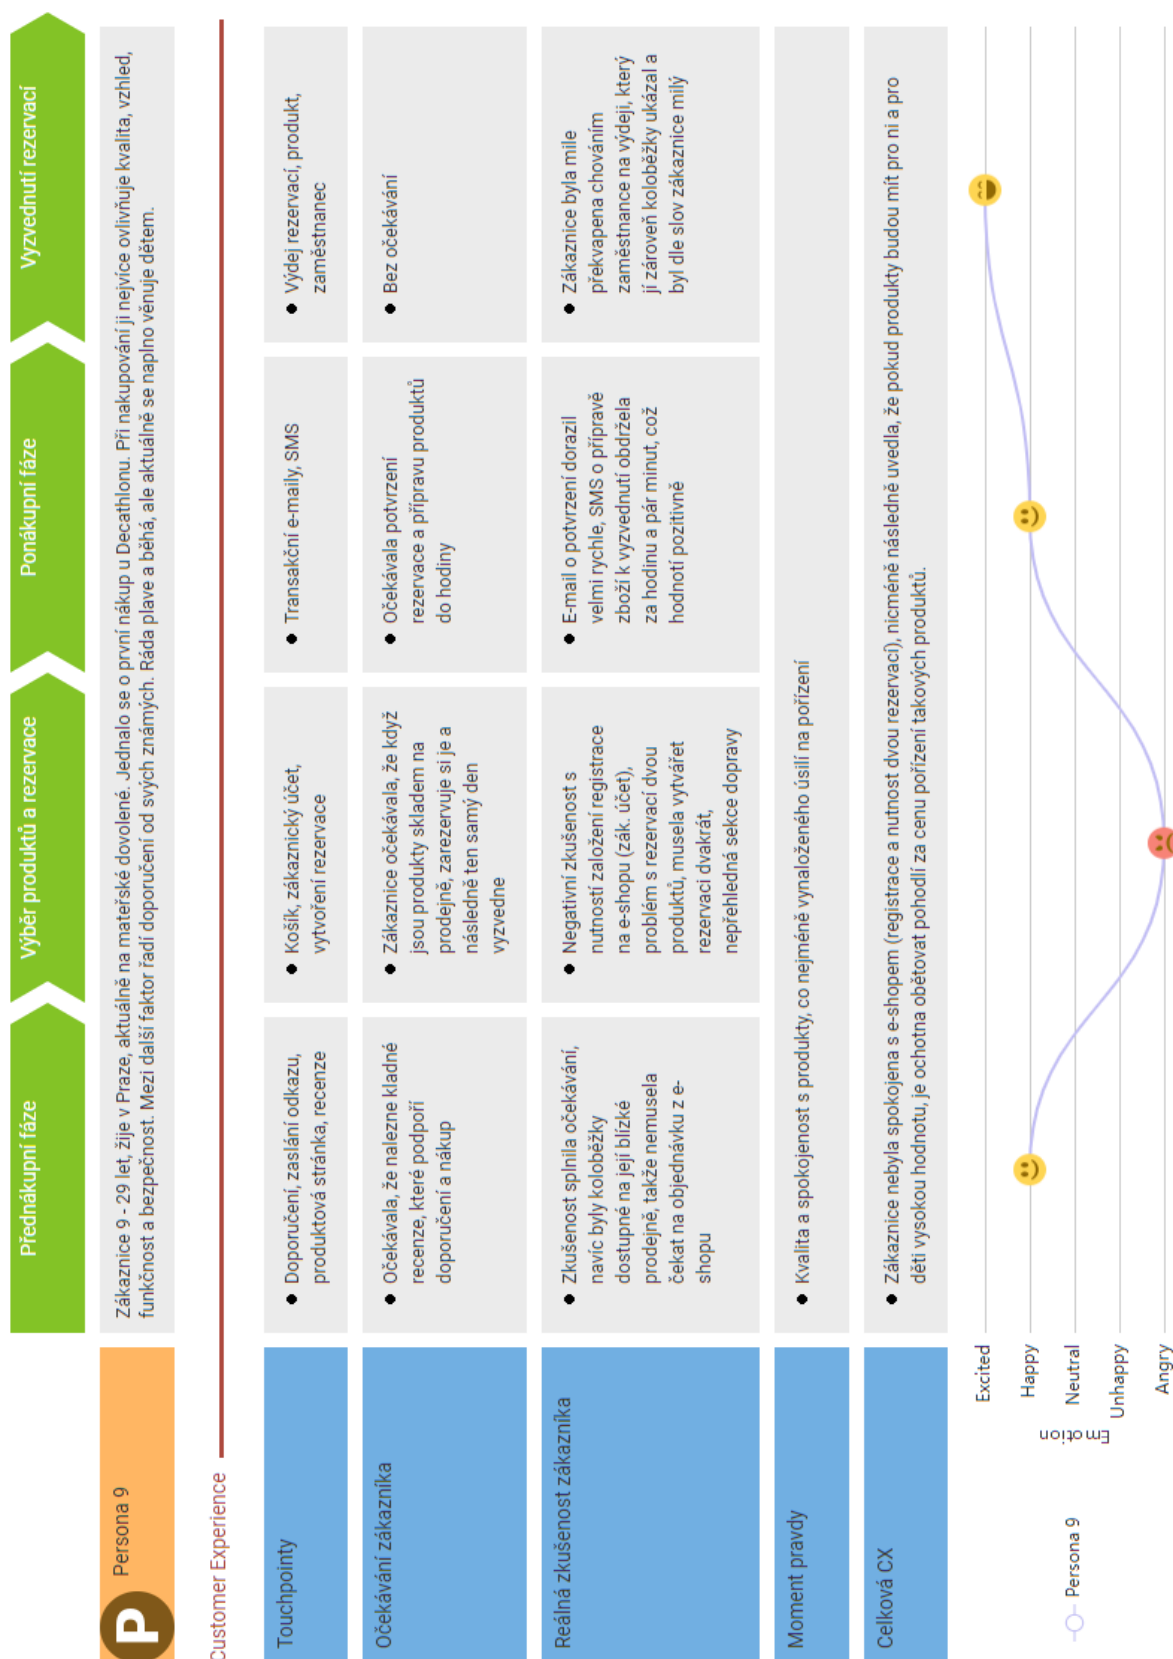 Přednákupní fáze
Výběr produktů a rezervace
Ponákupní fáze
Vyzvednutí rezervací
P
Persona 9
Zákaznice 9 - 29 let, žije v Praze, aktuálně na mateřské dovolené. Jednalo se o první nákup u Decathlonu. Při nakupování ji nejvíce ovlivňuje kvalita, vzhled,
funkčnost a bezpečnost. Mezi další faktor řadí doporučení od svých známých. Ráda plave a běhá, ale aktuálně se naplno věnuje dětem.
Customer Experience
Touchpointy
● Doporučení, zaslání odkazu,
produktová stránka, recenze
● Košík, zákaznický účet,
vytvoření rezervace
● Transakční e-maily, SMS
● Výdej rezervací, produkt,
zaměstnanec
Očekávání zákazníka
● Očekávala, že nalezne kladné
recenze, které podpoří
doporučení a nákup
● Zákaznice očekávala, že když
jsou produkty skladem na
prodejně, zarezervuje si je a
následně ten samý den
vyzvedne
● Očekávala potvrzení
rezervace a přípravu produktů
do hodiny
● Bez očekávání
Reálná zkušenost zákazníka
● Zkušenost splnila očekávání,
navíc byly koloběžky
dostupné na její blízké
prodejně, takže nemusela
čekat na objednávku z e-
shopu
● Negativní zkušenost s
nutností založení registrace
na e-shopu (zák. účet),
problém s rezervací dvou
produktů, musela vytvářet
rezervaci dvakrát,
nepřehledná sekce dopravy
● E-mail o potvrzení dorazil
velmi rychle, SMS o přípravě
zboží k vyzvednutí obdržela
za hodinu a pár minut, což
hodnotí pozitivně
● Zákaznice byla mile
překvapena chováním
zaměstnance na výdeji, který
jí zároveň koloběžky ukázal a
byl dle slov zákaznice milý
Moment pravdy
● Kvalita a spokojenost s produkty, co nejméně vynaloženého úsilí na pořízení
Celková CX
● Zákaznice nebyla spokojena s e-shopem (registrace a nutnost dvou rezervací), nicméně následně uvedla, že pokud produkty budou mít pro ni a pro
děti vysokou hodnotu, je ochotna obětovat pohodlí za cenu pořízení takových produktů.
Persona 9
Em
ot
ion
Excited
Happy
Neutral
Unhappy
Angry